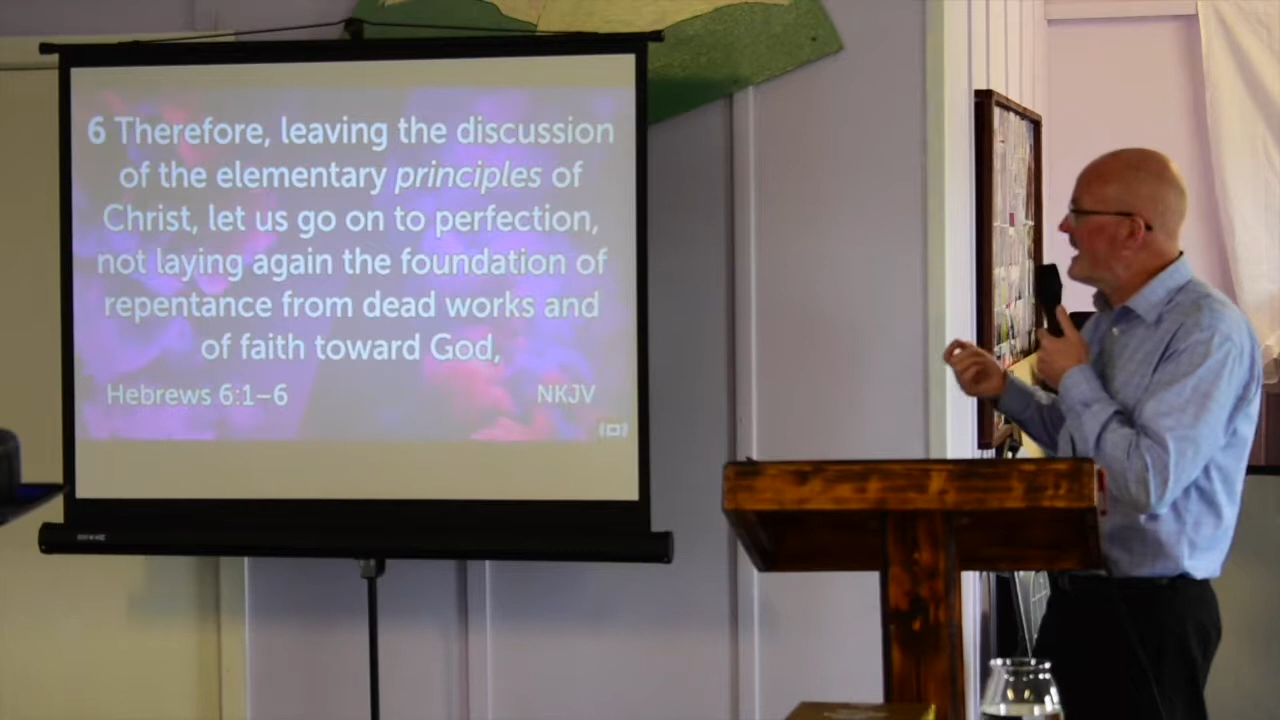 6 Therefore, leaving the discussion
of the elementary principles of
Christ, let us go on to perfection,
not laying again the foundation of
repentance from dead works and
of faith toward God,
Hebrews 6:1–6 NKJV